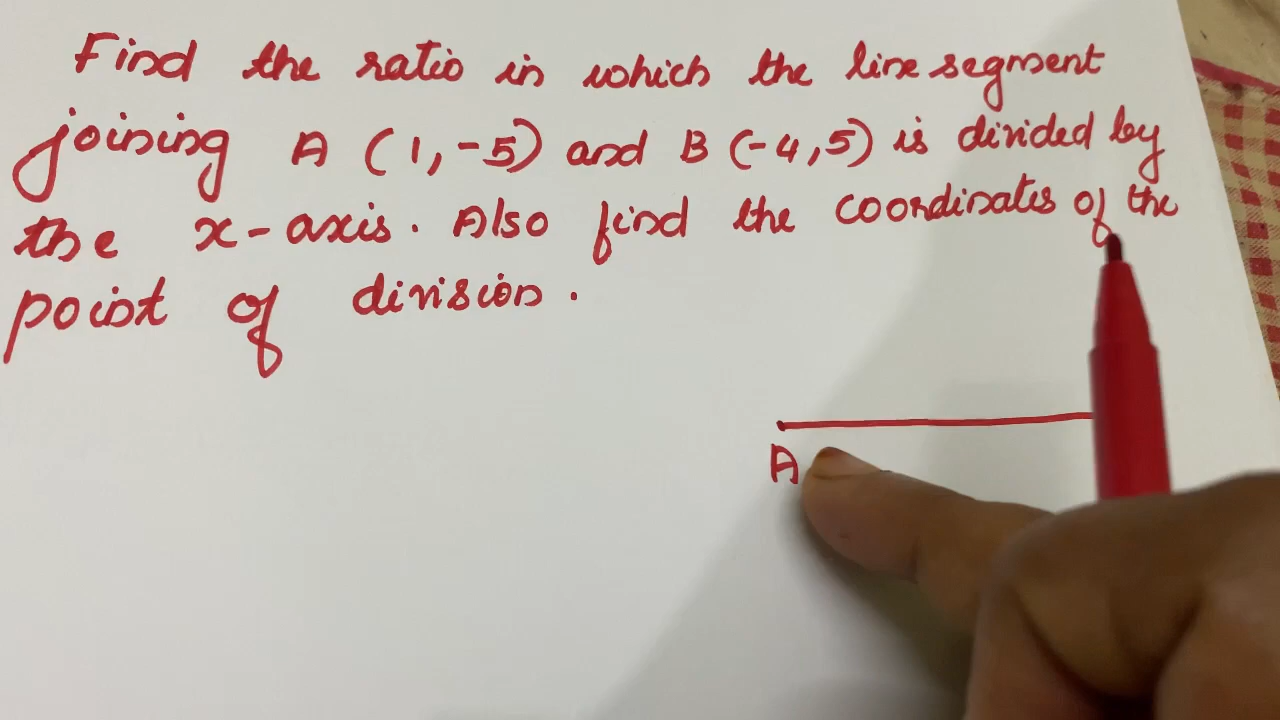 Find the ratio in which the line segment
joining A (1,-5) and B (-4,5) is divided by
the x-axis. Also find the coordinates of the
point of division.
A